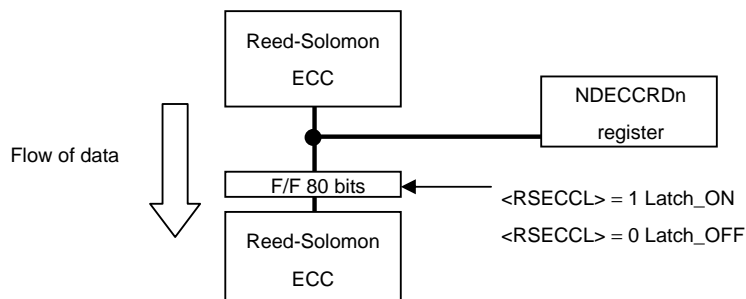 Reed-Solomon
ECC
NDECCRDn
register
Flow of data
F/F 80 bits
<RSECCL> = 1 Latch_ON
<RSECCL> = 0 Latch_OFF
Reed-Solomon
ECC